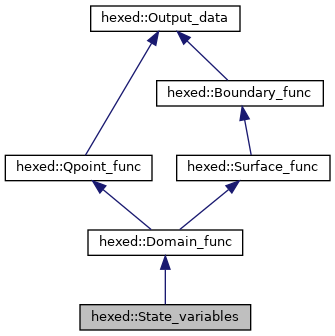 hexed::Output_data
hexed::Boundary_func
hexed::Qpoint_func
hexed::Surface_func
hexed::Domain_func
hexed::State_variables